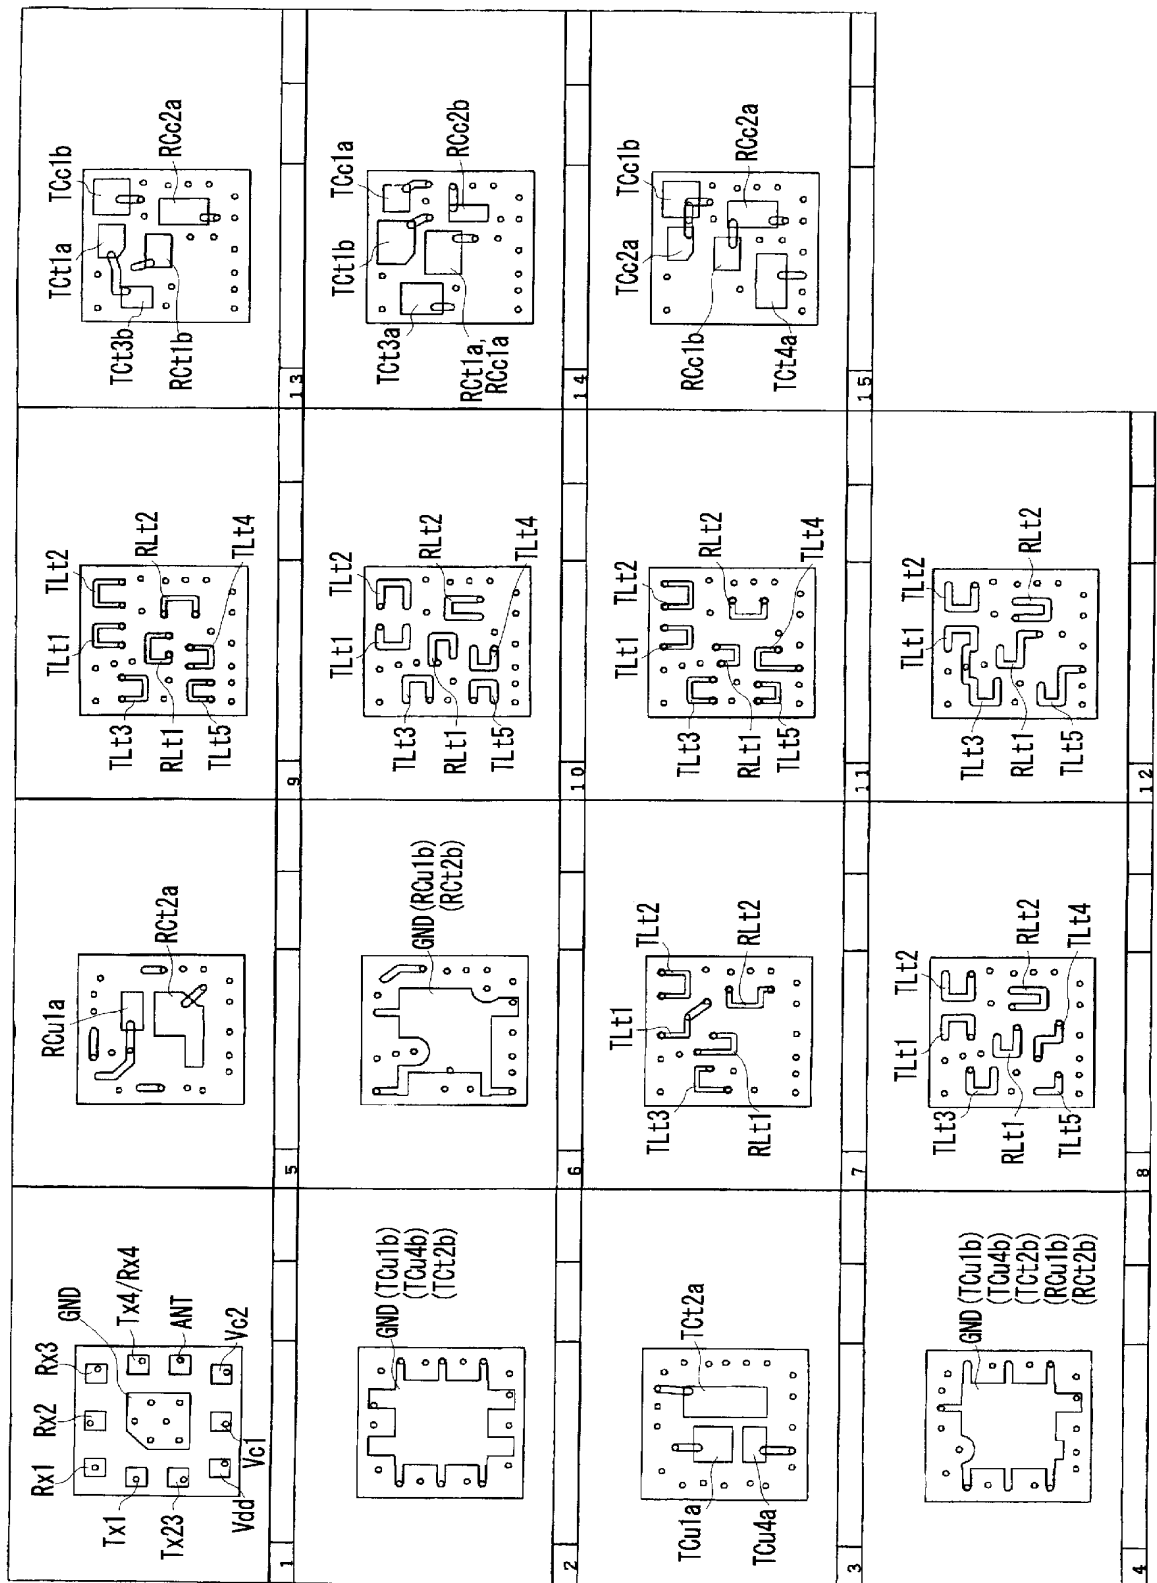 Rx1
Rx2
Rx3
GND
Tx4/Rx4
ANT
Tx1
Tx23
Vdd
Vc1
Vc2
1
GND(TCu1b)
(TCu4b)
(TCt2b)
2
TCt2a
TCu1a
TCu4a
3
GND(TCu1b)
(TCu4b)
(TCt2b)
(RCu1b)
(RCt2b)
4
RCu1a
RCt2a
5
GND(RCu1b)
(RCt2b)
6
TLt1
TLt2
TLt3
RLt1
RLt2
7
TLt1
TLt2
TLt3
RLt2
RLt1
TLt5
TLt4
8
TLt1
TLt2
TLt3
RLt2
RLt1
TLt5
TLt4
9
TLt1
TLt2
TLt3
RLt2
RLt1
TLt5
TLt4
10
TLt1
TLt2
TLt3
RLt2
RLt1
TLt5
TLt4
11
TLt1
TLt2
TLt3
RLt2
RLt1
TLt5
12
TCt1a
TCc1b
TCt3b
RCt1b
RCc2a
13
TCt1b
TCc1a
TCt3a
RCc2b
RCt1a,
RCc1a
14
TCc2a
TCc1b
RCc1b
RCc2a
TCt4a
15